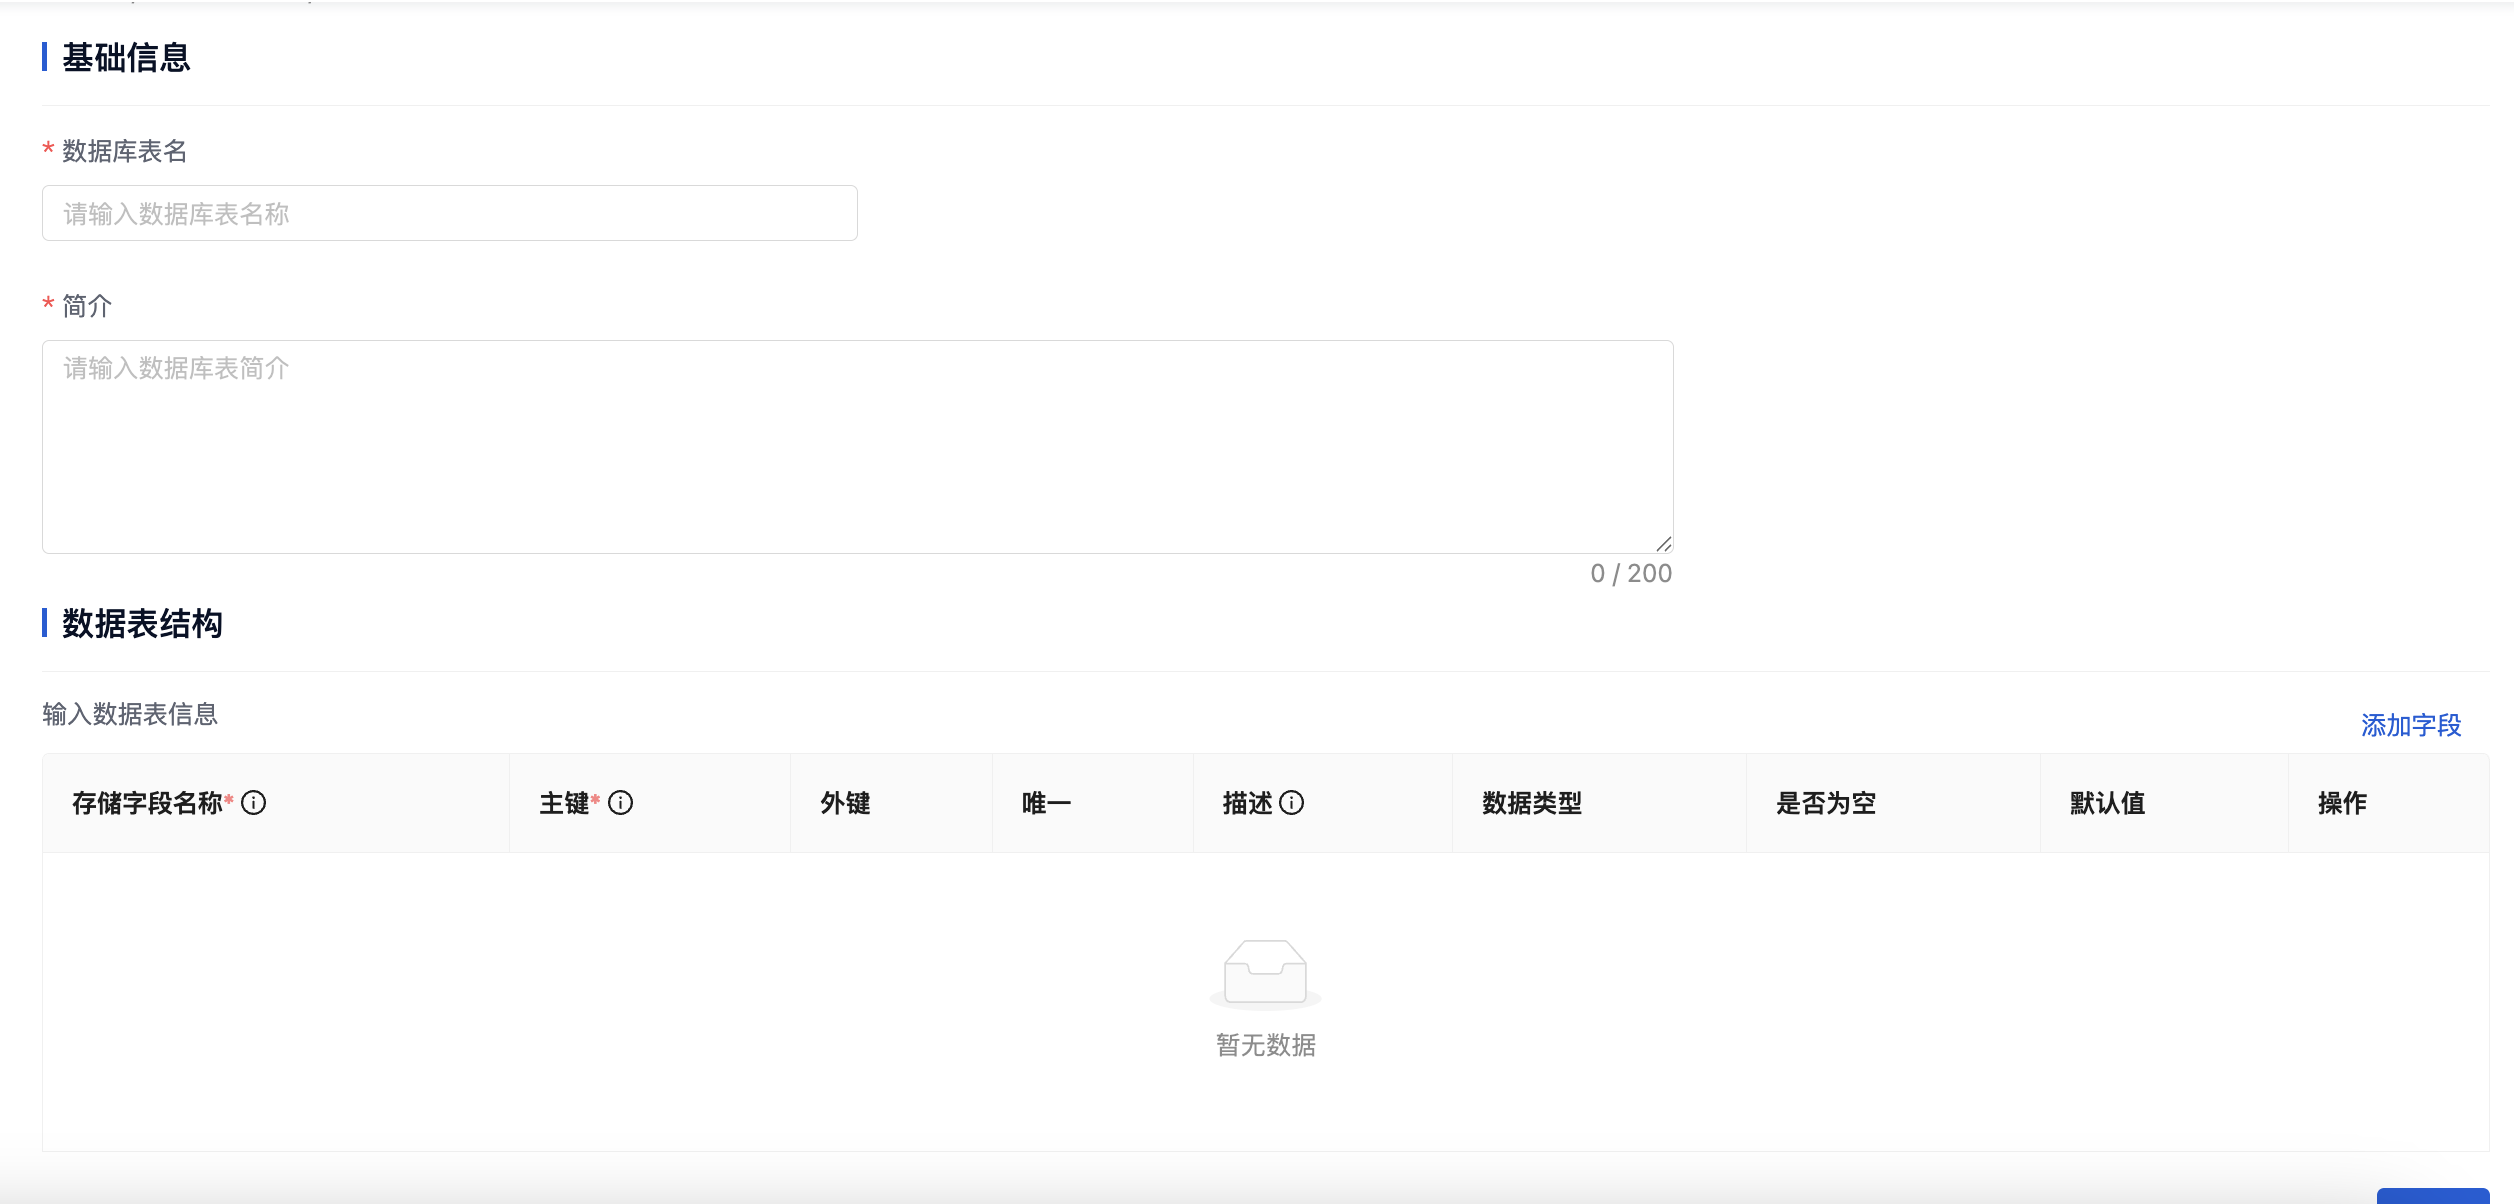 基础信息
* 数据库表名
请输入数据库表名称
* 简介
请输入数据库表简介
0 / 200
数据表结构
输入数据表信息
添加字段
存储字段名称* 主键* 外键 唯一 描述 数据类型 是否为空 默认值 操作
暂无数据